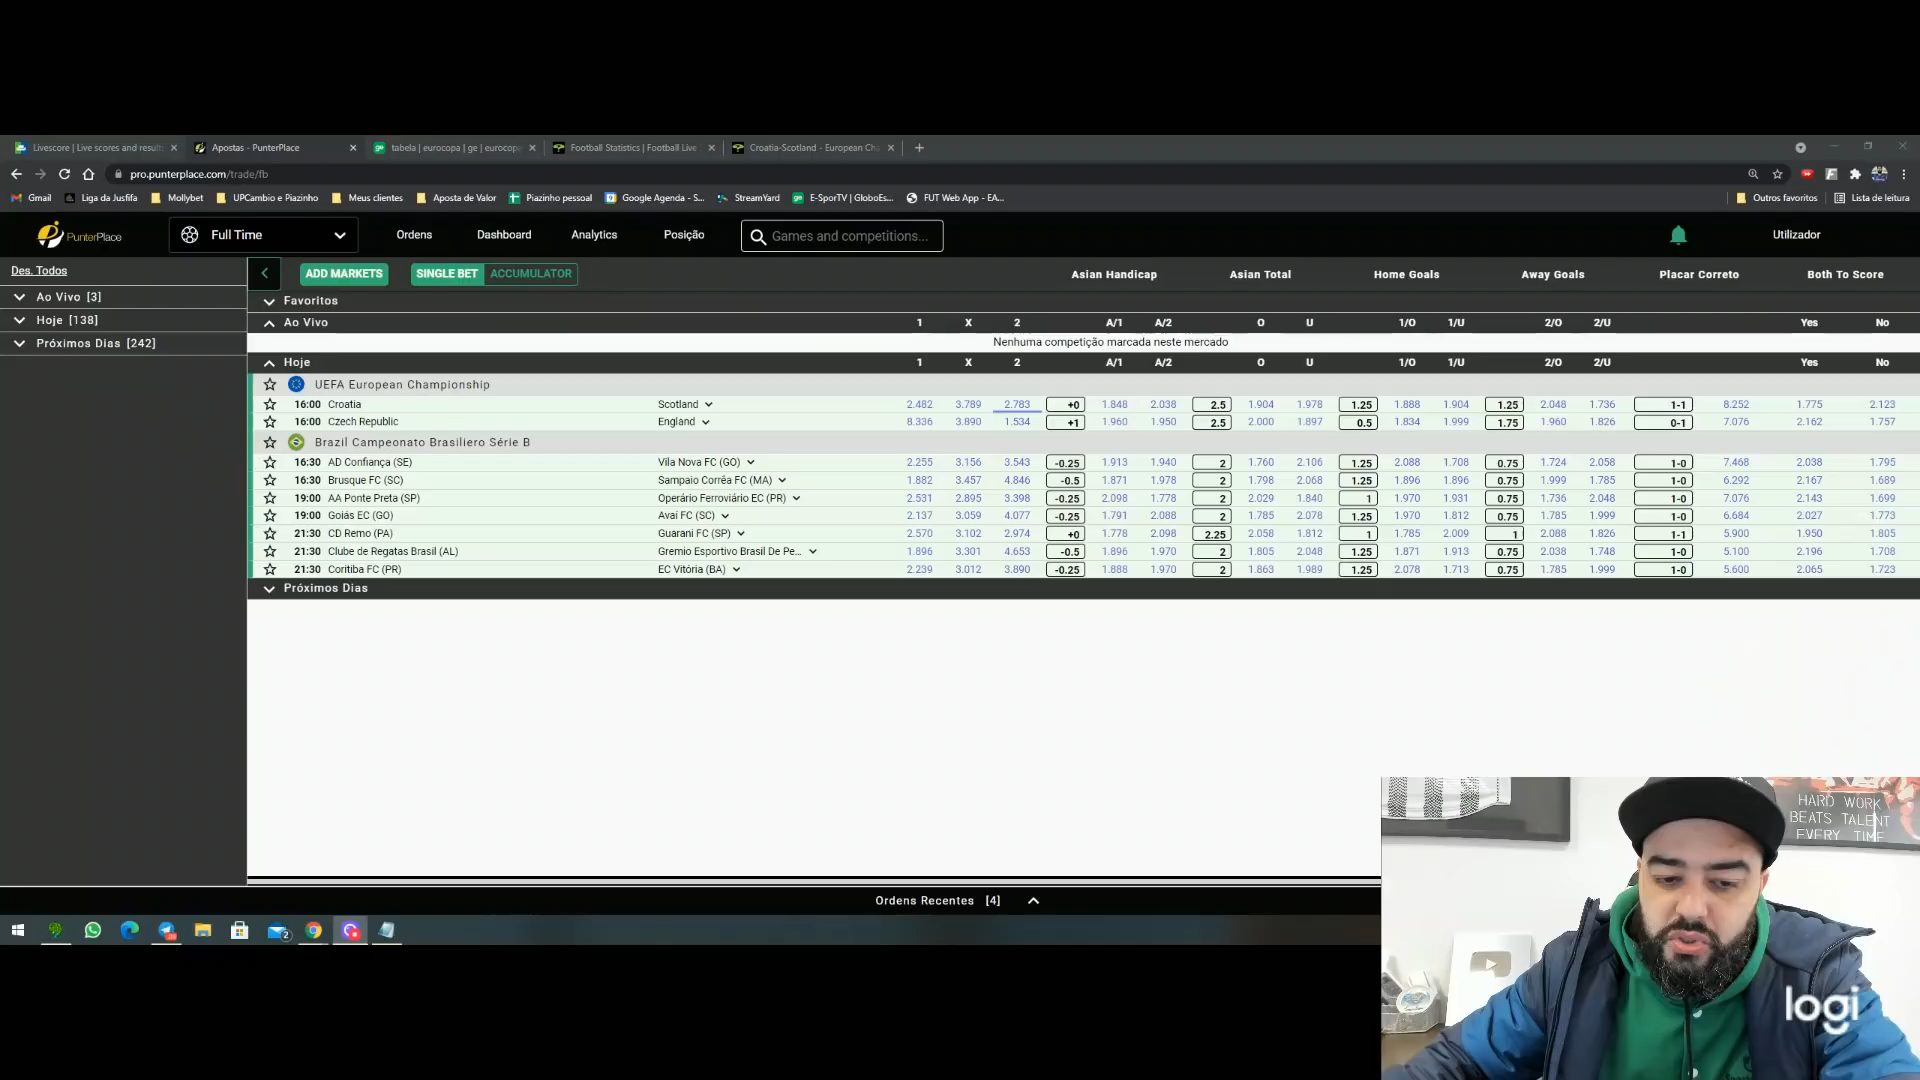 Livescore | Live scores and result
Apostas - PunterPlace
tabela | eurocopa | ge | eurocop
Football Statistics | Football Live
Croatia-Scotland - European Ch
pro.punterplace.com/trade/fb
Gmail
Liga da Jusfifa
Mollybet
UPCambio e Piazinho
Meus clientes
Aposta de Valor
Piazinho pessoal
Google Agenda - S...
StreamYard
E-SporTV | GloboEs...
FUT Web App - EA...
Outros favoritos
Lista de leitura
PunterPlace
Full Time
Ordens
Dashboard
Analytics
Posição
Games and competitions...
Utilizador
Des. Todos
Ao Vivo [3]
Hoje [138]
Próximos Dias [242]
ADD MARKETS
SINGLE BET ACCUMULATOR
Asian Handicap Asian Total Home Goals Away Goals Placar Correto Both To Score
Favoritos
Ao Vivo 1 X 2 A/1 A/2 O U 1/O 1/U 2/O 2/U Yes No
Nenhuma competição marcada neste mercado
Hoje 1 X 2 A/1 A/2 O U 1/O 1/U 2/O 2/U Yes No
UEFA European Championship
16:00 Croatia Scotland 2.482 3.789 2.783 +0 1.848 2.038 2.5 1.904 1.978 1.25 1.888 1.904 1.25 2.048 1.736 1-1 8.252 1.775 2.123
16:00 Czech Republic England 8.336 3.890 1.534 +1 1.960 1.950 2.5 2.000 1.897 0.5 1.834 1.999 1.75 1.960 1.826 0-1 7.076 2.162 1.757
Brazil Campeonato Brasiliero Série B
16:30 AD Confiança (SE) Vila Nova FC (GO) 2.255 3.156 3.543 -0.25 1.913 1.940 2 1.760 2.106 1.25 2.088 1.708 0.75 1.724 2.058 1-0 7.468 2.038 1.795
16:30 Brusque FC (SC) Sampaio Corrêa FC (MA) 1.882 3.457 4.846 -0.5 1.871 1.978 2 1.798 2.068 1.25 1.896 1.896 0.75 1.999 1.785 1-0 6.292 2.167 1.689
19:00 AA Ponte Preta (SP) Operário Ferroviário EC (PR) 2.531 2.895 3.398 -0.25 2.098 1.778 2 2.029 1.840 1 1.970 1.931 0.75 1.736 2.048 1-0 7.076 2.143 1.699
19:00 Goiás EC (GO) Avaí FC (SC) 2.137 3.059 4.077 -0.25 1.791 2.088 2 1.785 2.078 1.25 1.970 1.812 0.75 1.785 1.999 1-0 6.684 2.027 1.773
21:30 CD Remo (PA) Guarani FC (SP) 2.570 3.102 2.974 +0 1.778 2.098 2.25 2.058 1.812 1 1.785 2.009 1 2.088 1.826 1-1 5.900 1.950 1.805
21:30 Clube de Regatas Brasil (AL) Gremio Esportivo Brasil De Pe... 1.896 3.301 4.653 -0.5 1.896 1.970 2 1.805 2.048 1.25 1.871 1.913 0.75 2.038 1.748 1-0 5.100 2.196 1.708
21:30 Coritiba FC (PR) EC Vitória (BA) 2.239 3.012 3.890 -0.25 1.888 1.970 2 1.863 1.989 1.25 2.078 1.713 0.75 1.785 1.999 1-0 5.600 2.065 1.723
Próximos Dias
Ordens Recentes [4]
2
HARD WORK
BEATS TALENT
EVERY TIME
logi